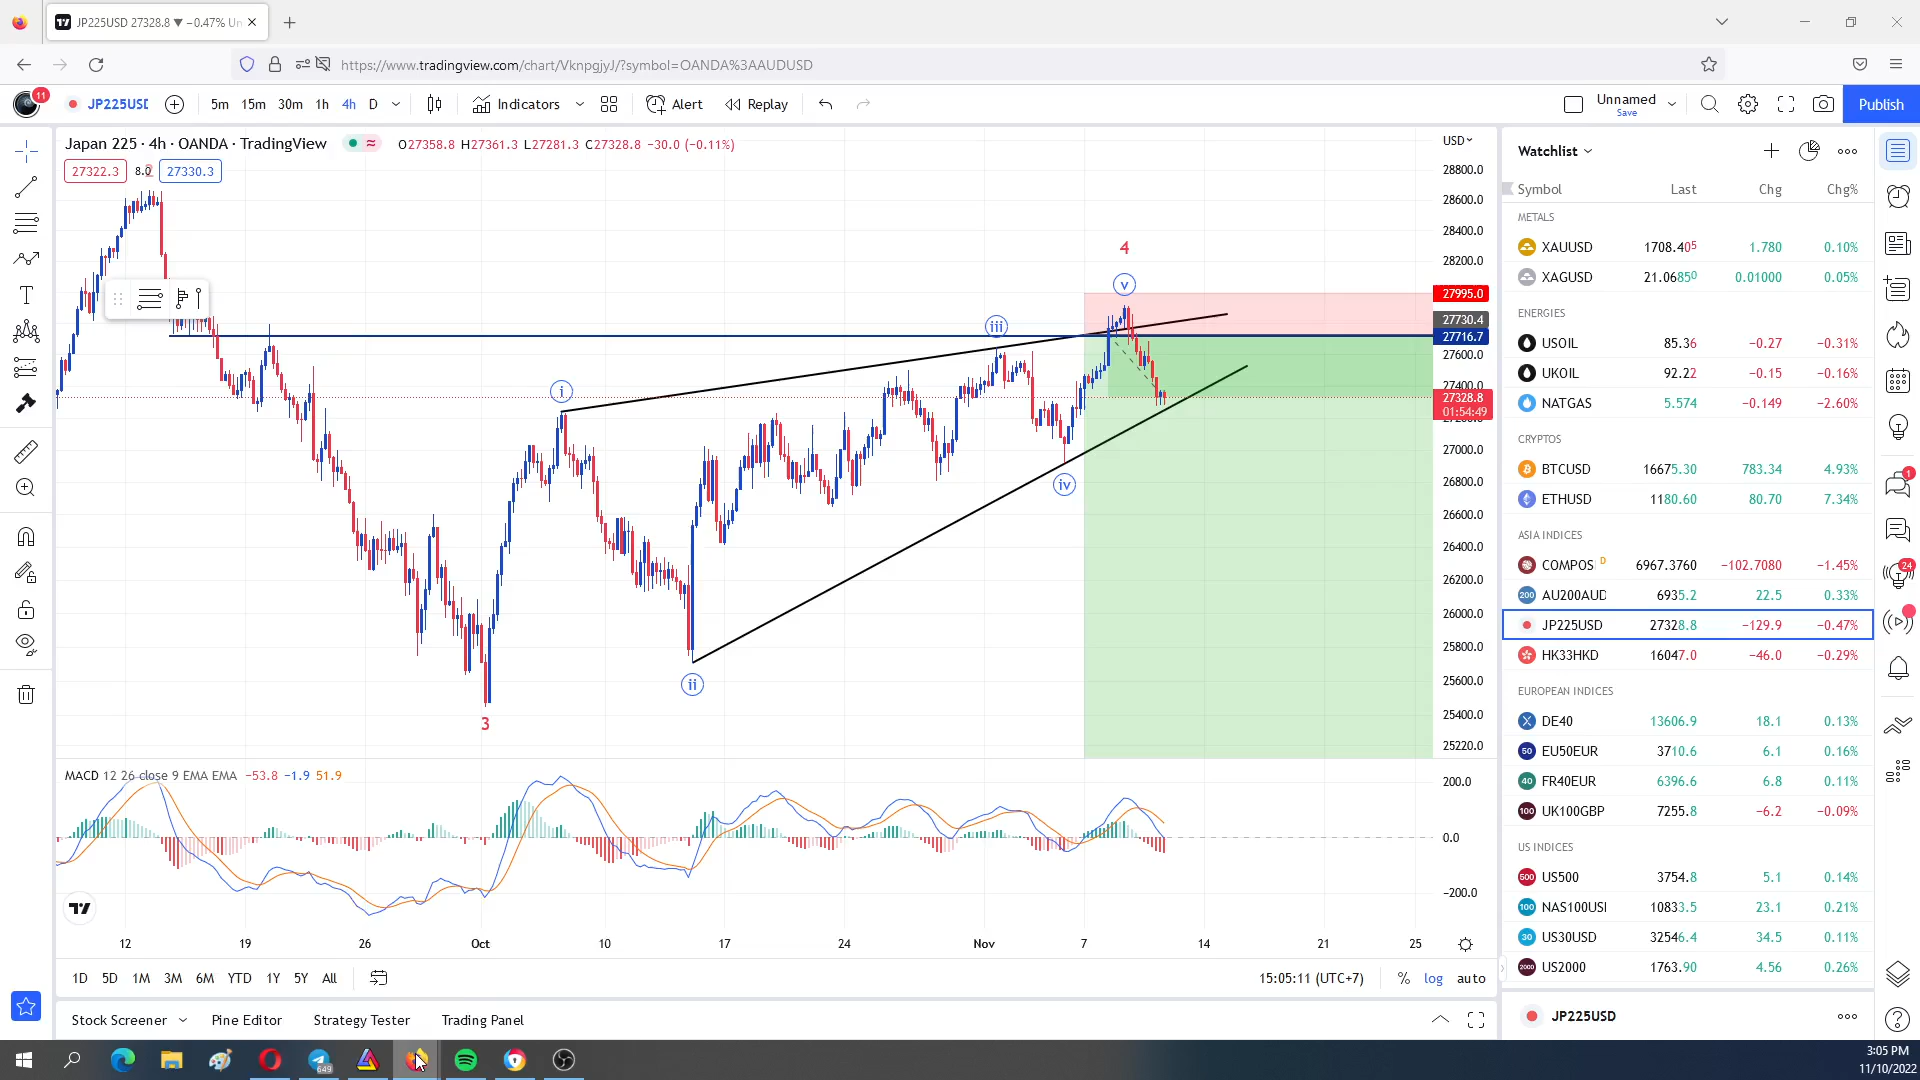 JP225USD 27328.8 ▼ −0.47% Un
https://www.tradingview.com/chart/VknpgjyJ/?symbol=OANDA%3AAUDUSD
11
JP225USD
5m 15m 30m 1h 4h D
Indicators
Alert
Replay
Unnamed
Save
Publish
Japan 225 · 4h · OANDA · TradingView
O27358.8 H27361.3 L27281.3 C27328.8 −30.0 (−0.11%)
27322.3
27330.3
USD
28800.0
28600.0
28400.0
28200.0
27995.0
27730.4
27716.7
27600.0
27400.0
27328.8
01:54:49
27000.0
26800.0
26600.0
26400.0
26200.0
26000.0
25800.0
25600.0
25400.0
25220.0
4
v
iii
i
iv
ii
3
MACD 12 26 close 9 EMA EMA −53.8 −1.9 51.9
200.0
0.0
−200.0
12 19 26 Oct 10 17 24 Nov 7 14 21 25
1D 5D 1M 3M 6M YTD 1Y 5Y All
15:05:11 (UTC+7)
% log auto
Stock Screener
Pine Editor
Strategy Tester
Trading Panel
Watchlist
Symbol Last Chg Chg%
METALS
XAUUSD 1708.405 1.780 0.10%
XAGUSD 21.06850 0.01000 0.05%
ENERGIES
USOIL 85.36 −0.27 −0.31%
UKOIL 92.22 −0.15 −0.16%
NATGAS 5.574 −0.149 −2.60%
CRYPTOS
BTCUSD 16675.30 783.34 4.93%
ETHUSD 1180.60 80.70 7.34%
ASIA INDICES
COMPOS D 6967.3760 −102.7080 −1.45%
200 AU200AUD 6935.2 22.5 0.33%
JP225USD 27328.8 −129.9 −0.47%
HK33HKD 16047.0 −46.0 −0.29%
EUROPEAN INDICES
DE40 13606.9 18.1 0.13%
50 EU50EUR 3710.6 6.1 0.16%
40 FR40EUR 6396.6 6.8 0.11%
100 UK100GBP 7255.8 −6.2 −0.09%
US INDICES
500 US500 3754.8 5.1 0.14%
100 NAS100USD 10833.5 23.1 0.21%
30 US30USD 32546.4 34.5 0.11%
2000 US2000 1763.90 4.56 0.26%
JP225USD
1
24
649
3:05 PM
11/10/2022